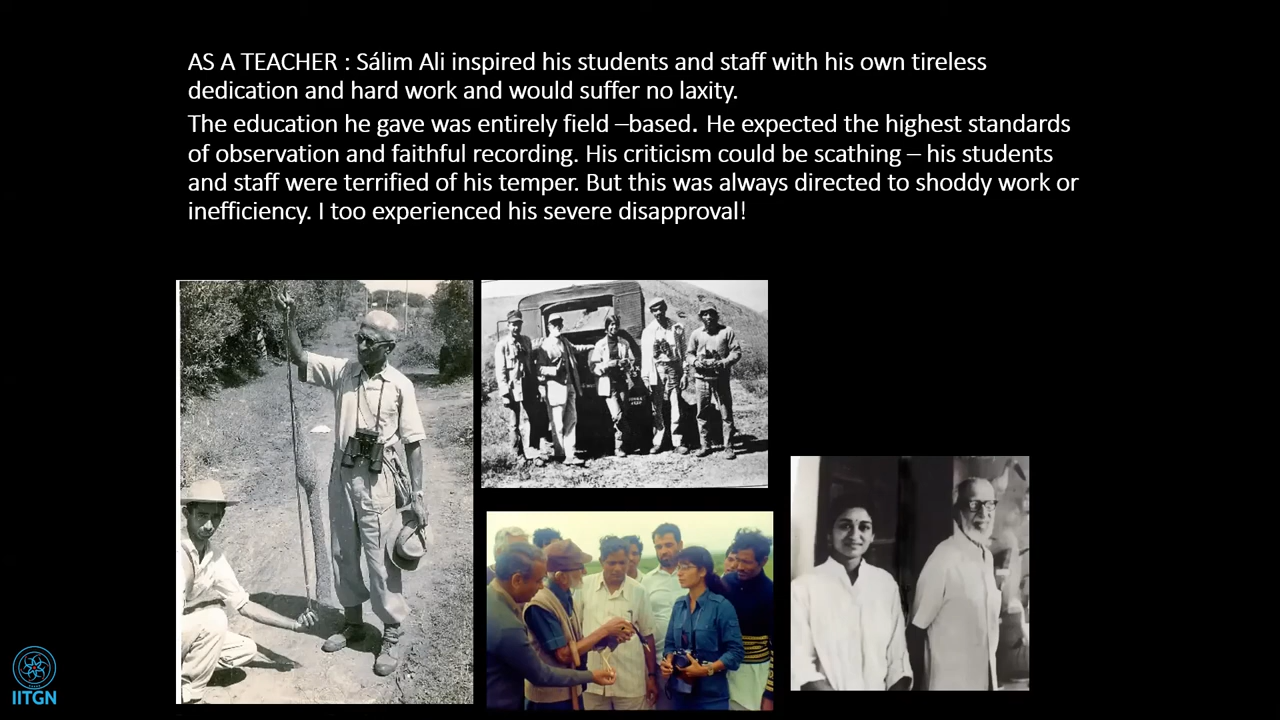 AS A TEACHER : Sálim Ali inspired his students and staff with his own tireless
dedication and hard work and would suffer no laxity.
The education he gave was entirely field –based. He expected the highest standards
of observation and faithful recording. His criticism could be scathing – his students
and staff were terrified of his temper. But this was always directed to shoddy work or
inefficiency. I too experienced his severe disapproval!
IITGN